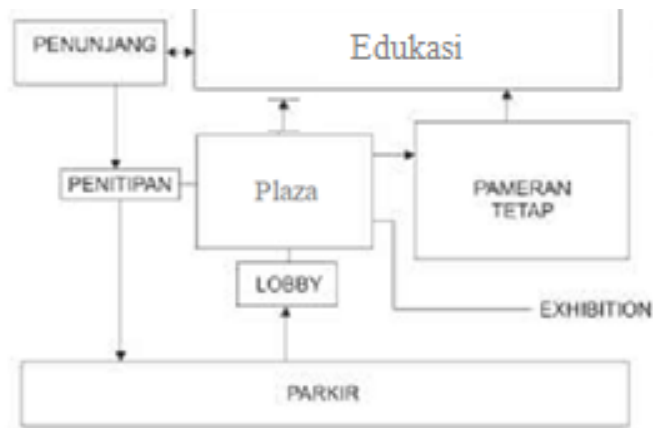 PENUNJANG
Edukasi
PENITIPAN
Plaza
PAMERAN
TETAP
LOBBY
EXHIBITION
PARKIR